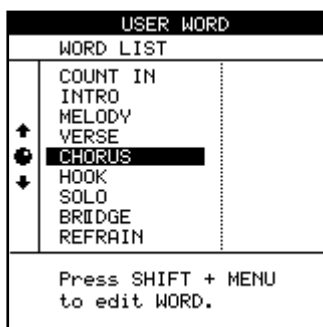 USER WORD
WORD LIST
COUNT IN
INTRO
MELODY
VERSE
CHORUS
HOOK
SOLO
BRIDGE
REFRAIN
Press SHIFT + MENU
to edit WORD.